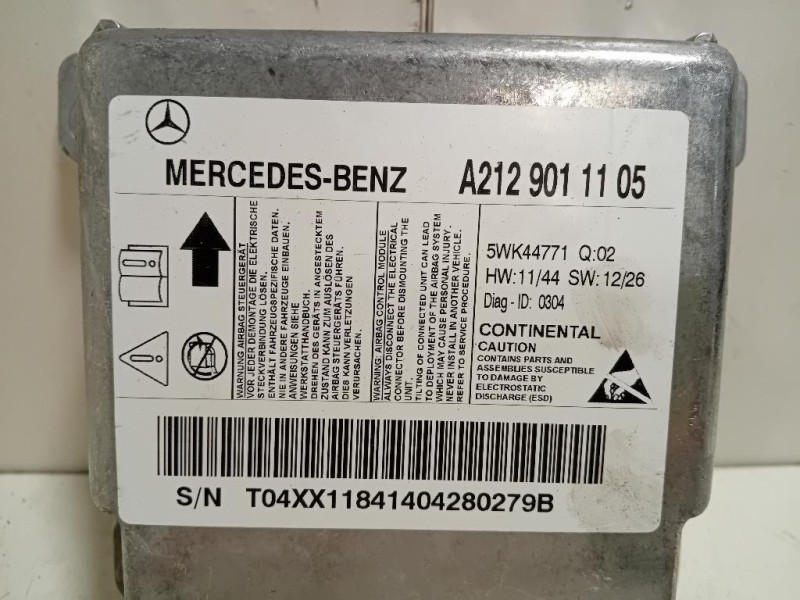 MERCEDES-BENZ A212 901 11 05
WARNUNG AIRBAG STEUERGERÄT
VOR JEDER DEMONTAGE DIE ELEKTRISCHE
STECKVERBINDUNG LÖSEN.
ENTHÄLT FAHRZEUGSPEZIFISCHE DATEN.
NIE IN ANDERE FAHRZEUGE EINBAUEN.
ANWEISUNGEN SIEHE
WERKSTATTHANDBUCH.
DREHEN DES GERÄTS IN ANGESTECKTEM
ZUSTAND KANN ZUM AUSLÖSEN DES
AIRBAG STEUERGERÄTS FÜHREN.
DIES KANN VERLETZUNGEN
VERURSACHEN
WARNING. AIRBAG CONTROL MODULE
ALWAYS DISCONNECT THE ELECTRICAL
CONNECTOR BEFORE DISMOUNTING THE
UNIT.
TILTING OF CONNECTED UNIT CAN LEAD
TO DEPLOYMENT OF THE AIRBAG SYSTEM
WHICH MAY CAUSE PERSONAL INJURY.
NEVER INSTALL IN ANOTHER VEHICLE.
REFER TO SERVICE PROCEDURE.
5WK44771 Q:02
HW:11/44 SW:12/26
Diag - ID: 0304
CONTINENTAL
CAUTION
CONTAINS PARTS AND
ASSEMBLIES SUSCEPTIBLE
TO DAMAGE BY
ELECTROSTATIC
DISCHARGE (ESD)
S/N T04XX11841404280279B